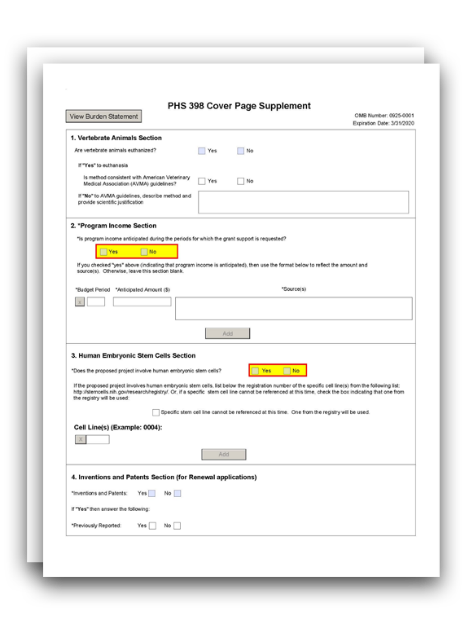 PHS 398 Cover Page Supplement
View Burden Statement
OMB Number: 0925-0001
Expiration Date: 3/31/2020
1. Vertebrate Animals Section
Are vertebrate animals euthanized? Yes No
If "Yes" to euthanasia
Is method consistent with American Veterinary
Medical Association (AVMA) guidelines? Yes No
If "No" to AVMA guidelines, describe method and
provide scientific justification
2. *Program Income Section
*Is program income anticipated during the periods for which the grant support is requested?
Yes No
If you checked "yes" above (indicating that program income is anticipated), then use the format below to reflect the amount and
source(s). Otherwise, leave this section blank.
*Budget Period *Anticipated Amount ($) *Source(s)
Add
3. Human Embryonic Stem Cells Section
*Does the proposed project involve human embryonic stem cells? Yes No
If the proposed project involves human embryonic stem cells, list below the registration number of the specific cell line(s) from the following list:
http://stemcells.nih.gov/research/registry/. Or, if a specific stem cell line cannot be referenced at this time, check the box indicating that one from
the registry will be used:
Specific stem cell line cannot be referenced at this time. One from the registry will be used.
Cell Line(s) (Example: 0004):
Add
4. Inventions and Patents Section (for Renewal applications)
*Inventions and Patents: Yes No
If "Yes" then answer the following:
*Previously Reported: Yes No